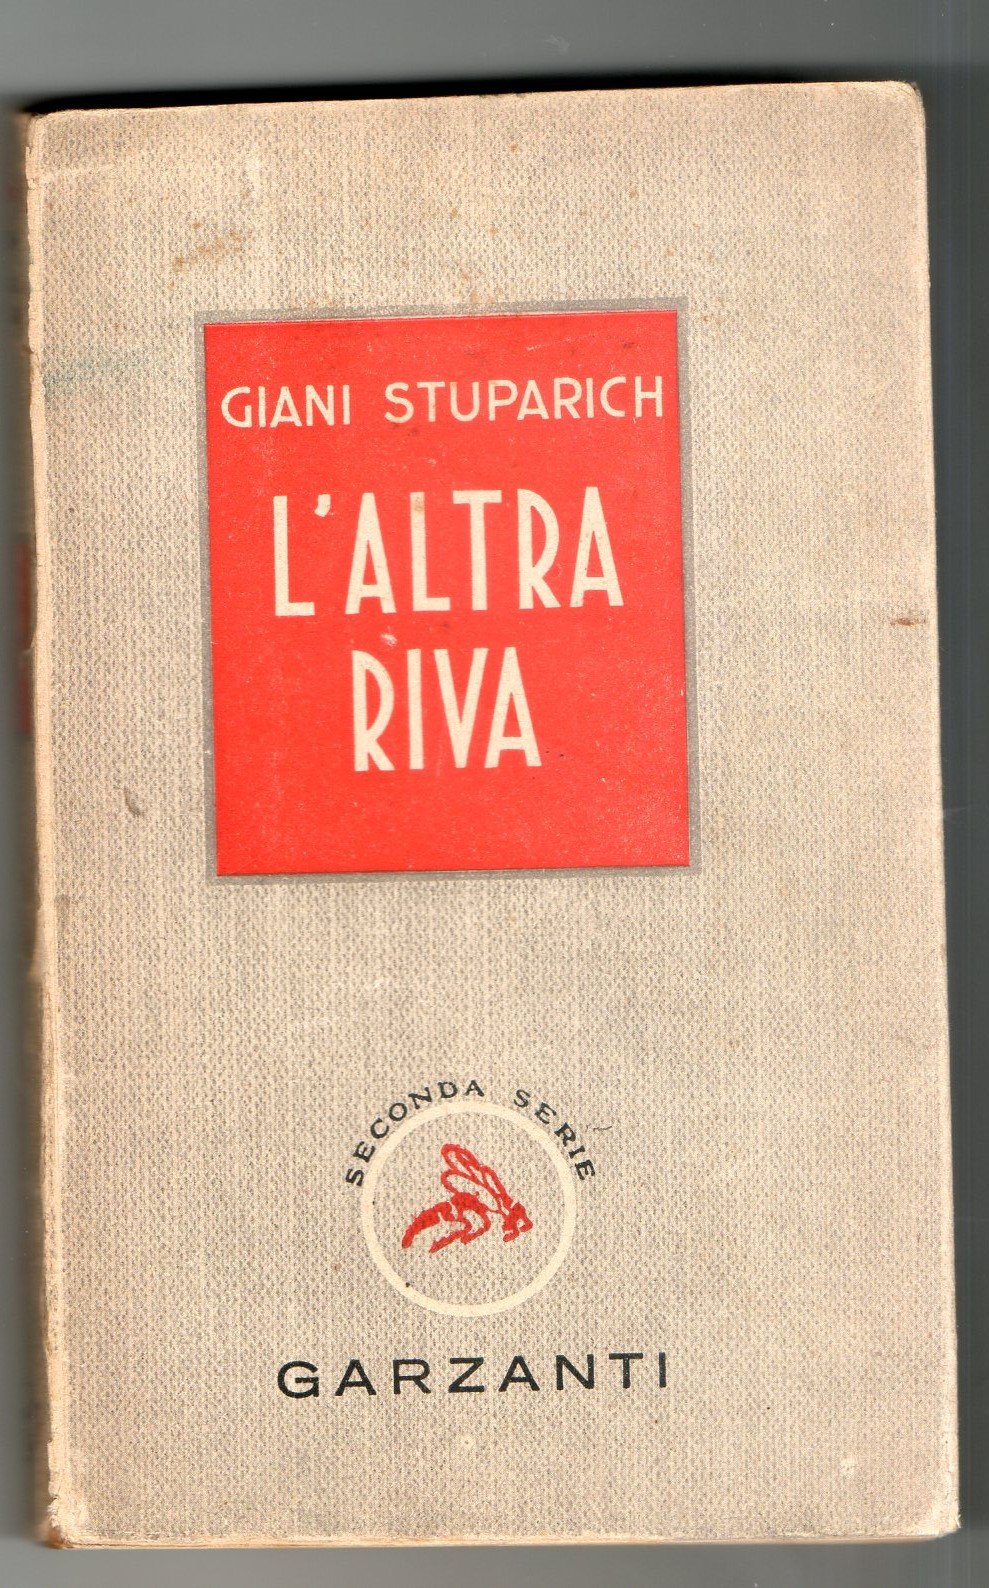 GIANI STUPARICH
L'ALTRA
RIVA
SECONDA SERIE
GARZANTI